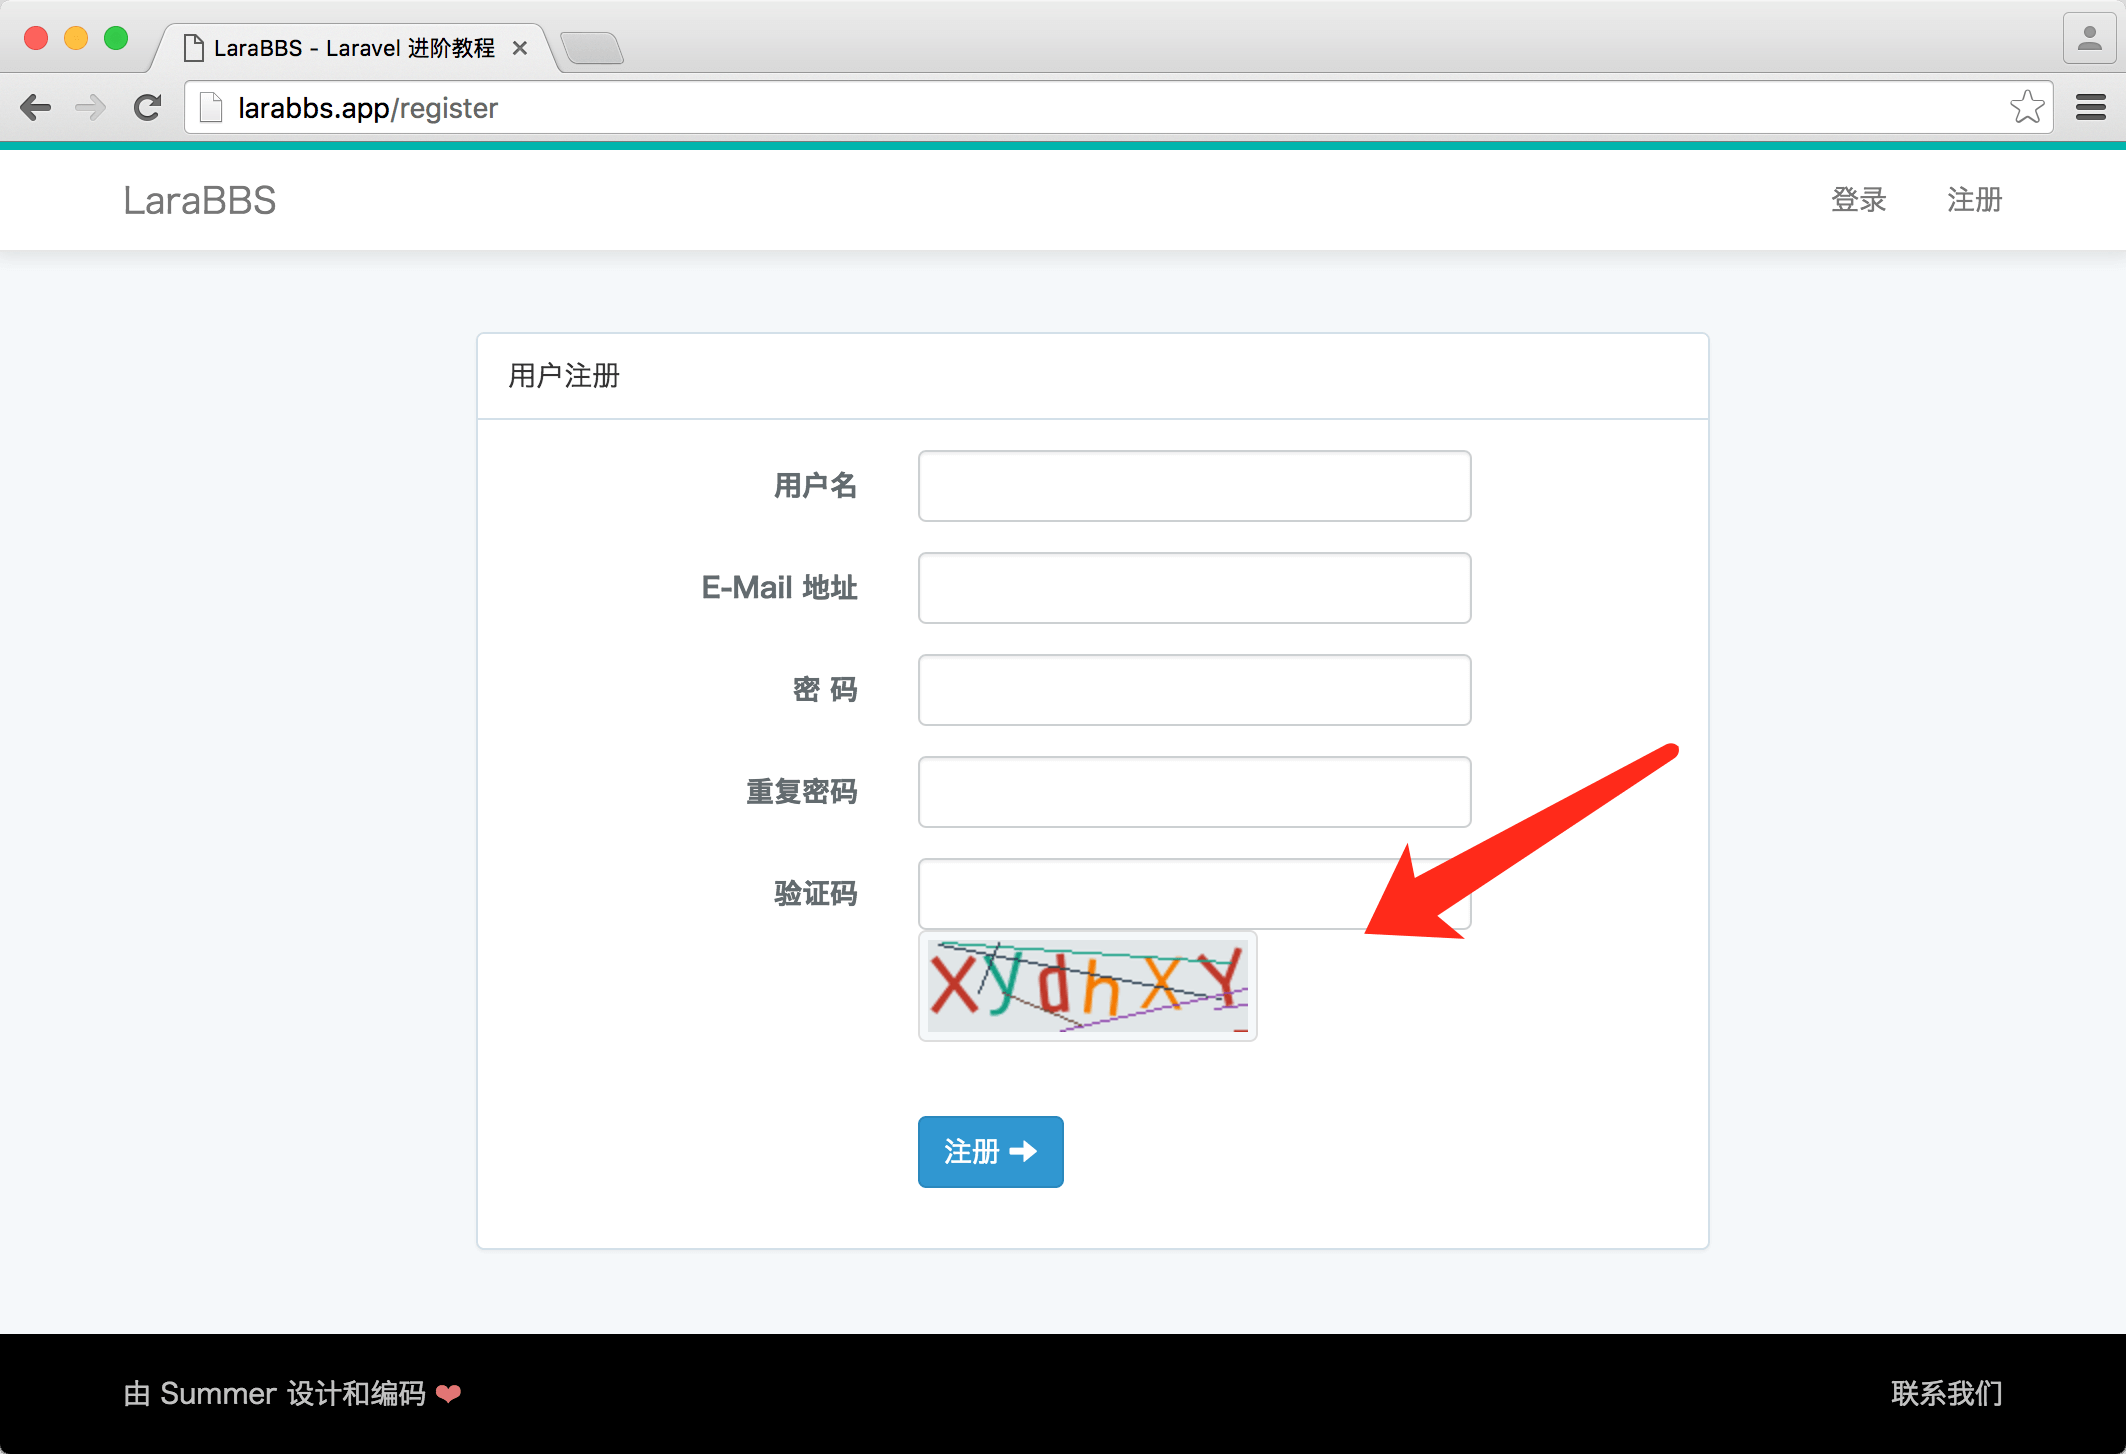 LaraBBS - Laravel 进阶教程
larabbs.app/register
LaraBBS
登录
注册
用户注册
用户名
E-Mail 地址
密 码
重复密码
验证码
XydhXY
注册
由 Summer 设计和编码 ❤
联系我们